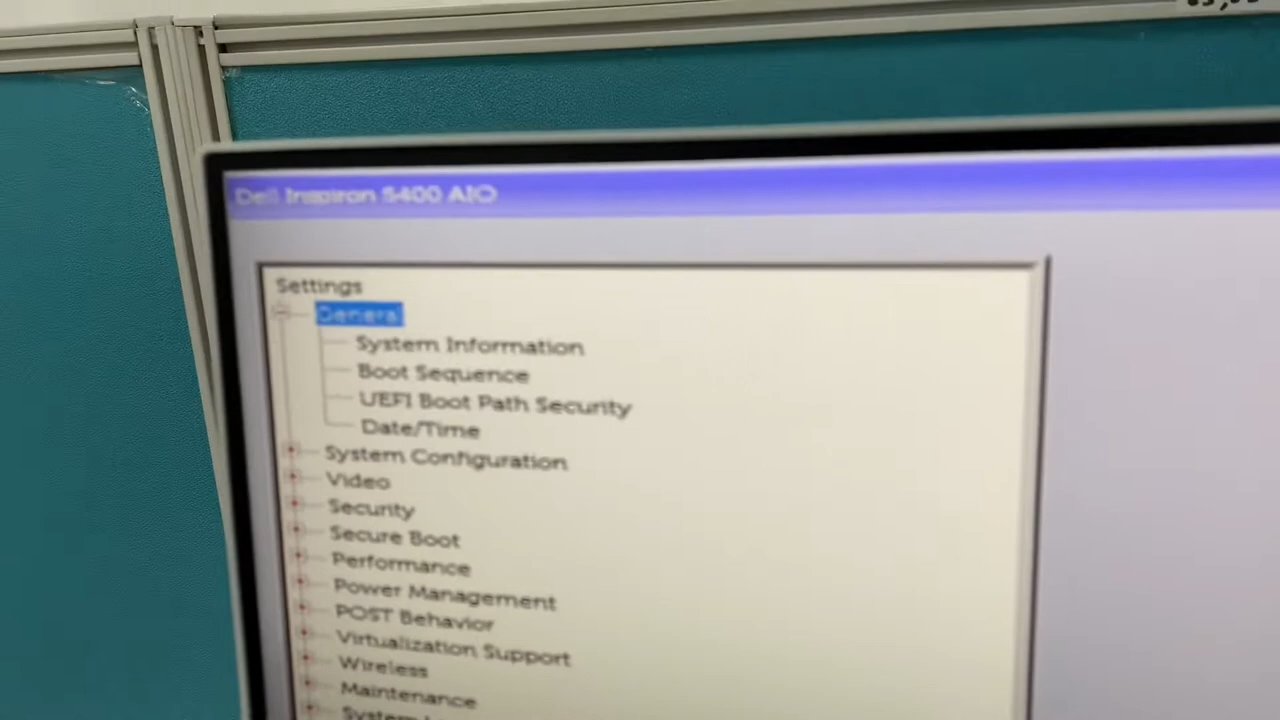 Dell Inspiron 5400 AIO
Settings
General
System Information
Boot Sequence
UEFI Boot Path Security
Date/Time
System Configuration
Video
Security
Secure Boot
Performance
Power Management
POST Behavior
Virtualization Support
Wireless
Maintenance
System